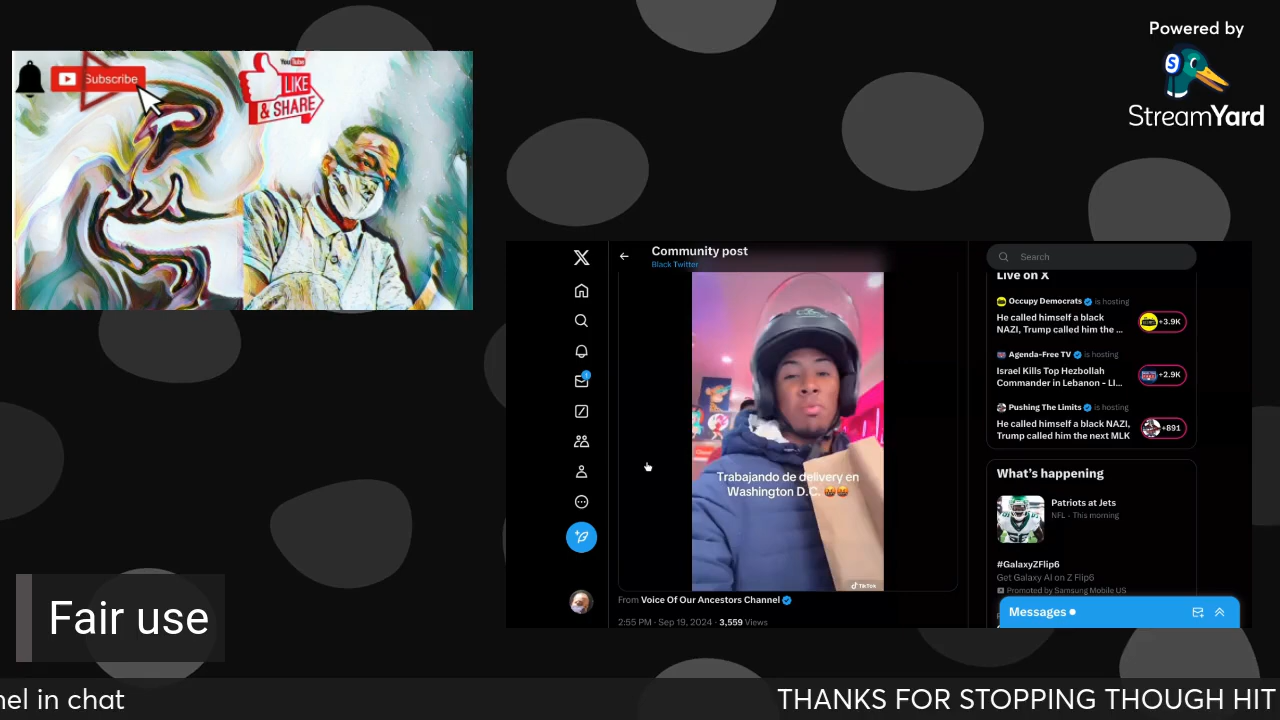 Powered by
StreamYard
Subscribe
YouTube
LIKE
& SHARE
Community post
Black Twitter
Trabajando de delivery en
Washington D.C.
TikTok
From Voice Of Our Ancestors Channel
2:55 PM · Sep 19, 2024 · 3,559 Views
Search
Live on X
Occupy Democrats is hosting
He called himself a black
NAZI, Trump called him the ...
+3.9K
Agenda-Free TV is hosting
Israel Kills Top Hezbollah
Commander in Lebanon - LI...
+2.9K
Pushing The Limits is hosting
He called himself a black NAZI,
Trump called him the next MLK
+891
What's happening
Patriots at Jets
NFL · This morning
#GalaxyZFlip6
Get Galaxy AI on Z Flip6
Promoted by Samsung Mobile US
Messages
1
Fair use
nel in chat
THANKS FOR STOPPING THOUGH HIT